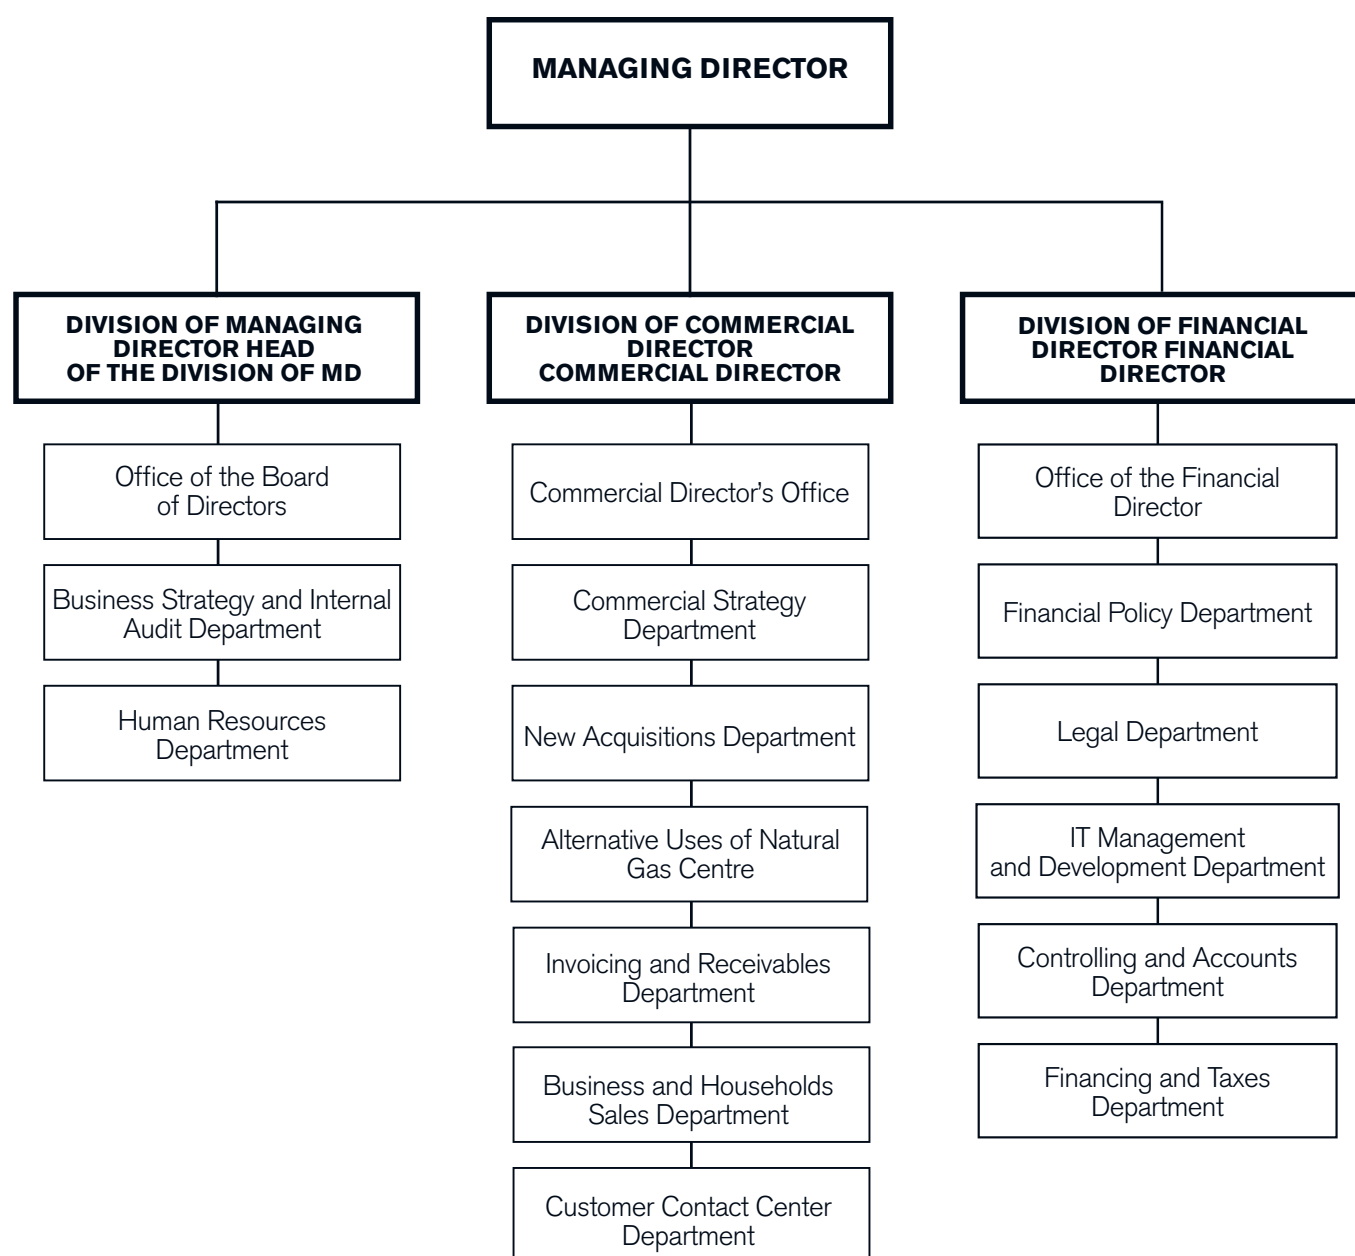 MANAGING DIRECTOR
DIVISION OF MANAGING
DIRECTOR HEAD
OF THE DIVISION OF MD
Office of the Board
of Directors
Business Strategy and Internal
Audit Department
Human Resources
Department
DIVISION OF COMMERCIAL
DIRECTOR
COMMERCIAL DIRECTOR
Commercial Director’s Office
Commercial Strategy
Department
New Acquisitions Department
Alternative Uses of Natural
Gas Centre
Invoicing and Receivables
Department
Business and Households
Sales Department
Customer Contact Center
Department
DIVISION OF FINANCIAL
DIRECTOR FINANCIAL
DIRECTOR
Office of the Financial
Director
Financial Policy Department
Legal Department
IT Management
and Development Department
Controlling and Accounts
Department
Financing and Taxes
Department